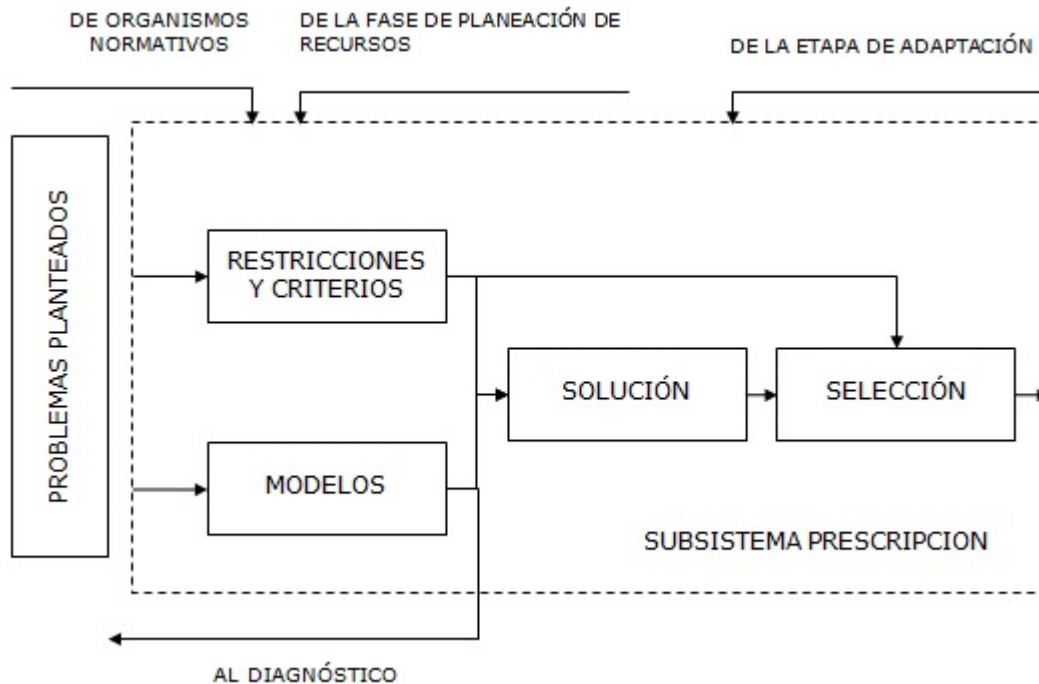 DE ORGANISMOS
NORMATIVOS
DE LA FASE DE PLANEACIÓN DE
RECURSOS
DE LA ETAPA DE ADAPTACIÓN
PROBLEMAS PLANTEADOS
RESTRICCIONES
Y CRITERIOS
SOLUCIÓN
SELECCIÓN
MODELOS
SUBSISTEMA PRESCRIPCION
AL DIAGNÓSTICO